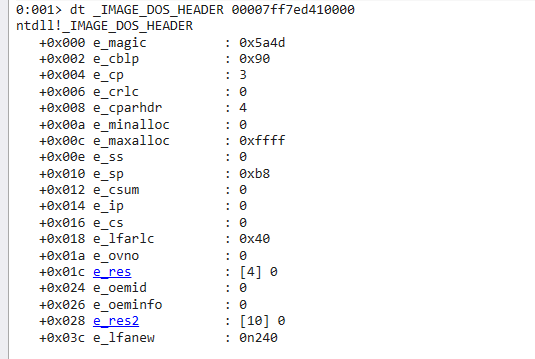 0:001> dt _IMAGE_DOS_HEADER 00007ff7ed410000
ntdll!_IMAGE_DOS_HEADER
   +0x000 e_magic          : 0x5a4d
   +0x002 e_cblp           : 0x90
   +0x004 e_cp             : 3
   +0x006 e_crlc           : 0
   +0x008 e_cparhdr        : 4
   +0x00a e_minalloc       : 0
   +0x00c e_maxalloc       : 0xffff
   +0x00e e_ss             : 0
   +0x010 e_sp             : 0xb8
   +0x012 e_csum           : 0
   +0x014 e_ip             : 0
   +0x016 e_cs             : 0
   +0x018 e_lfarlc         : 0x40
   +0x01a e_ovno           : 0
   +0x01c e_res            : [4] 0
   +0x024 e_oemid          : 0
   +0x026 e_oeminfo        : 0
   +0x028 e_res2           : [10] 0
   +0x03c e_lfanew         : 0n240